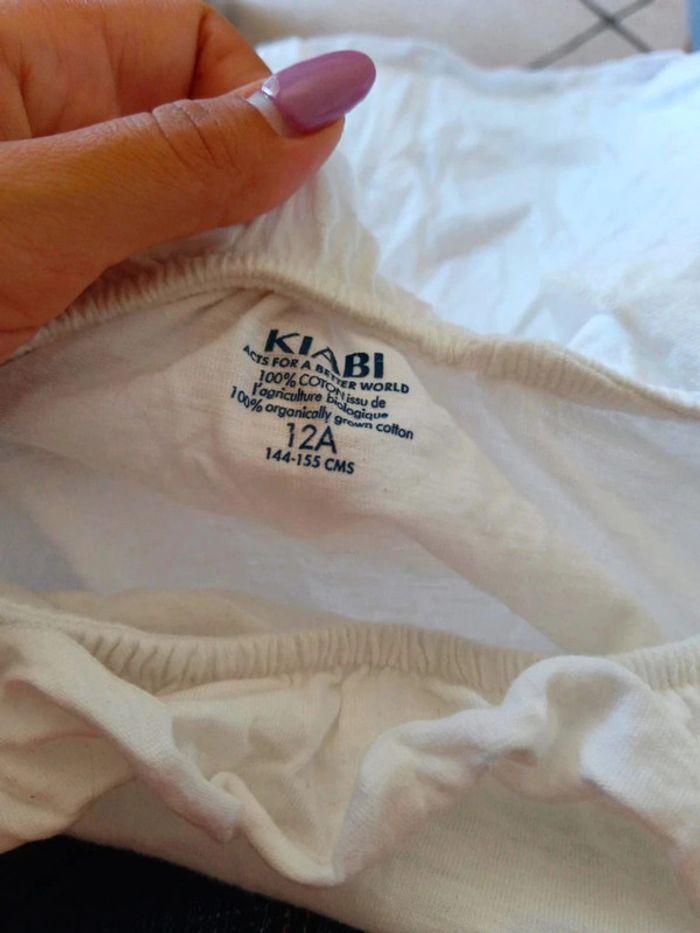 KIABI
ACTS FOR A BETTER WORLD
100% COTON issu de
l'agriculture biologique
100% organically grown cotton
12A
144-155 CMS